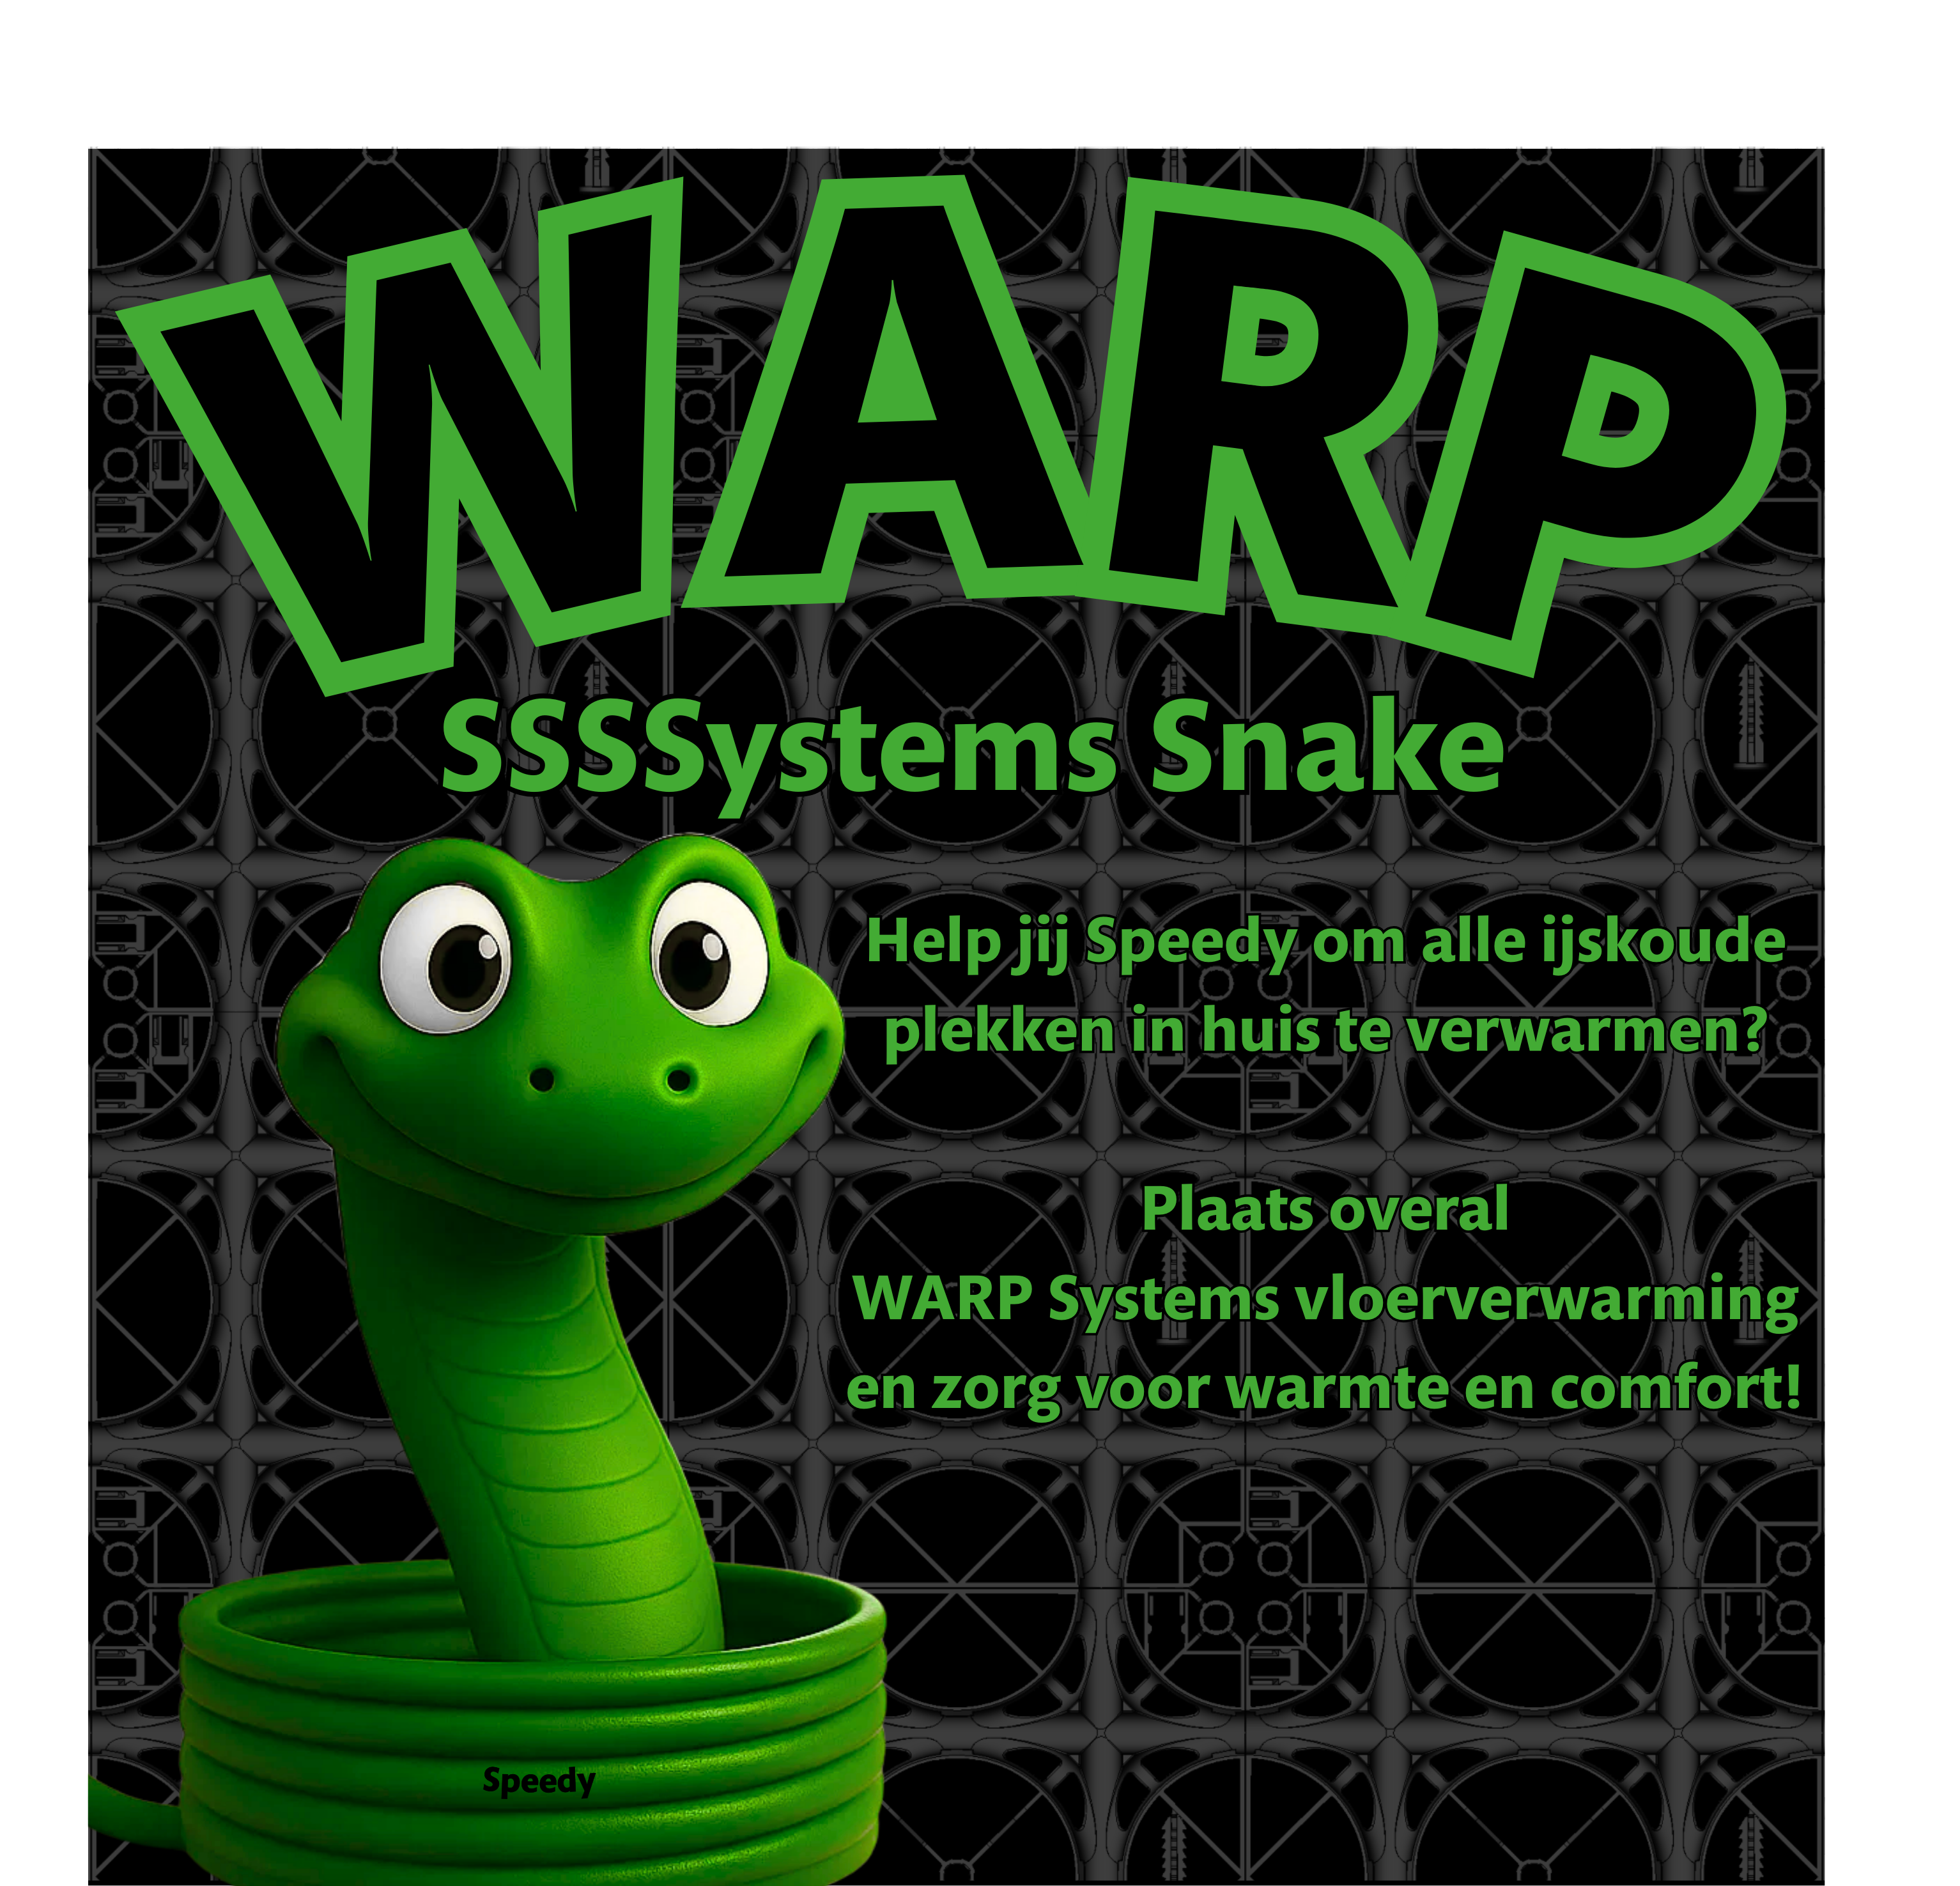 WARP
SSSSystems Snake
Help jij Speedy om alle ijskoude
plekken in huis te verwarmen?
Plaats overal
WARP Systems vloerverwarming
en zorg voor warmte en comfort!
Speedy